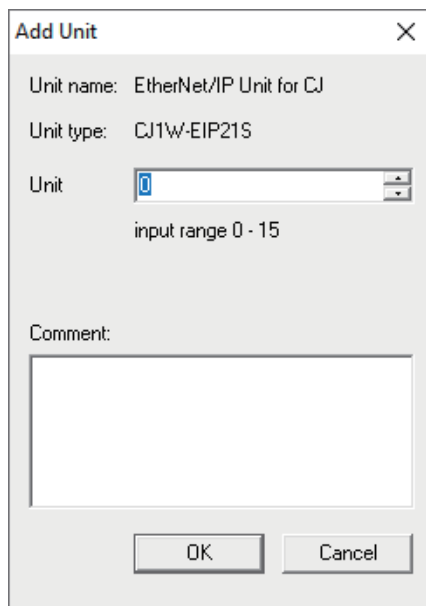 Add Unit
Unit name: EtherNet/IP Unit for CJ
Unit type: CJ1W-EIP21S
Unit 0
input range 0 - 15
Comment:
OK Cancel